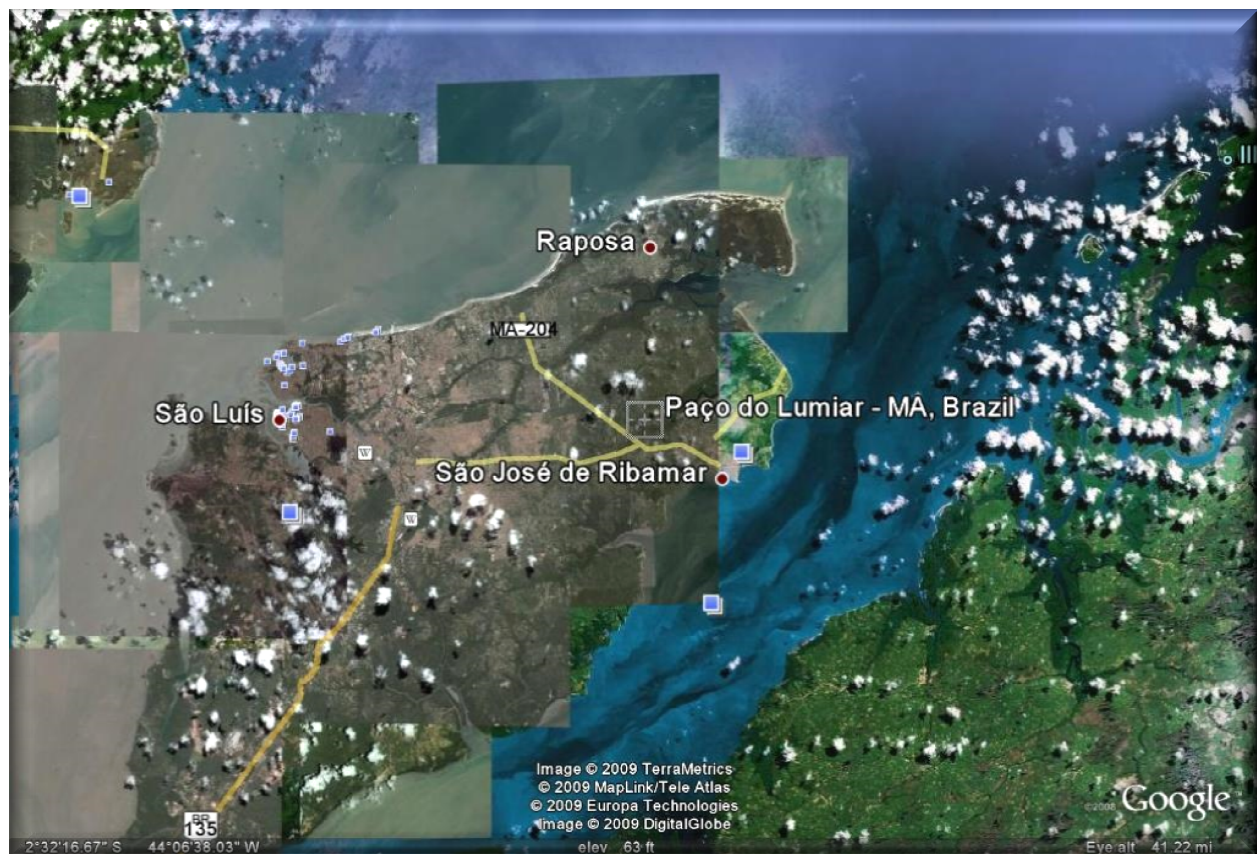 Raposa
MA-204
São Luís
Paço do Lumiar - MA, Brazil
W
São José de Ribamar
W
BR
135
Image © 2009 TerraMetrics
© 2009 MapLink/Tele Atlas
© 2009 Europa Technologies
Image © 2009 DigitalGlobe
©2008 Google
2°32'16.67" S 44°06'38.03" W elev 63 ft Eye alt 41.22 mi